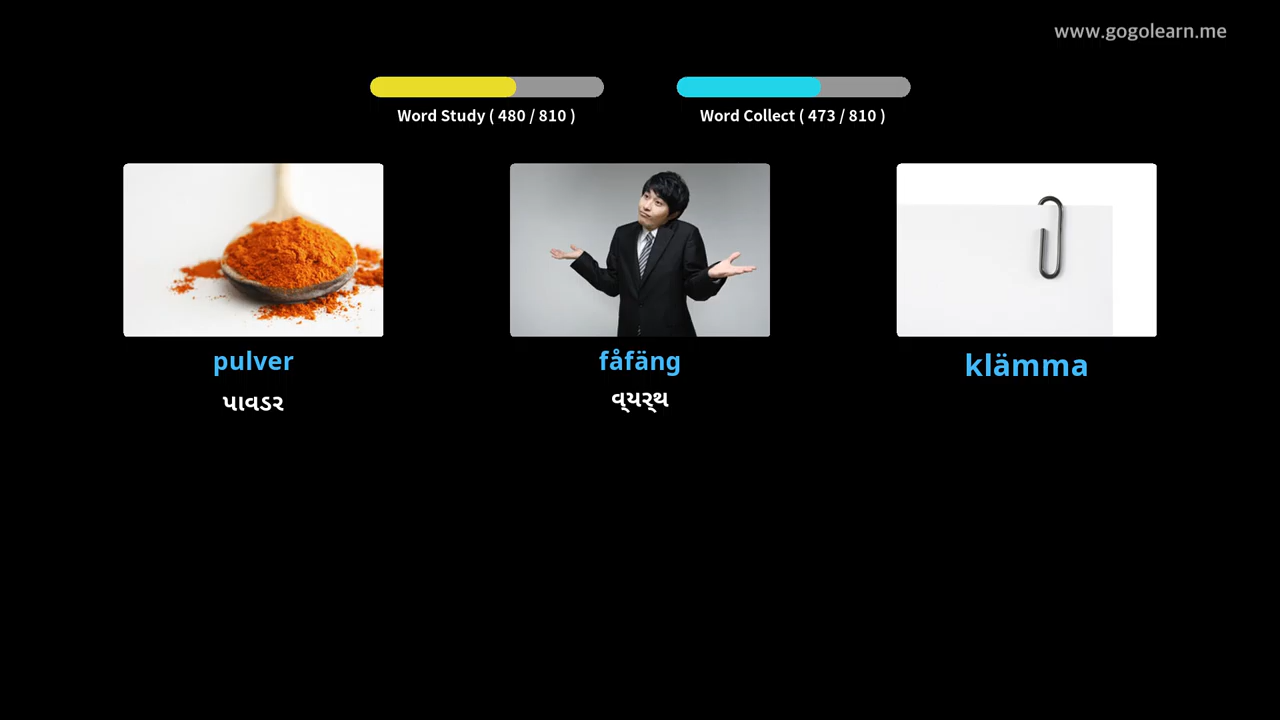 www.gogolearn.me
Word Study ( 480 / 810 )
Word Collect ( 473 / 810 )
pulver
પાવડર
fåfäng
વ્યર્થ
klämma